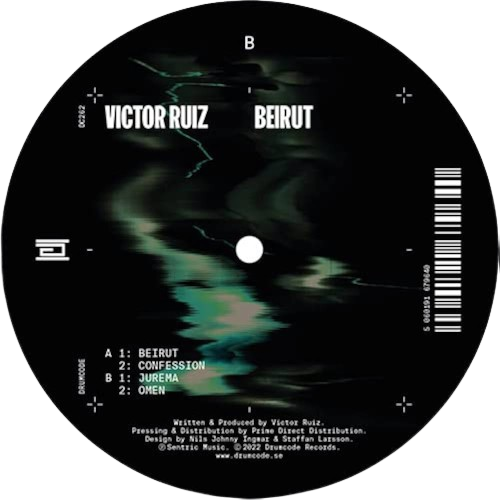 B
DC262
VICTOR RUIZ BEIRUT
5 060191 679640
DRUMCODE
A 1: BEIRUT
2: CONFESSION
B 1: JUREMA
2: OMEN
Written & Produced by Victor Ruiz.
Pressing & Distribution by Prime Direct Distribution.
Design by Nils Johnny Ingmar & Staffan Larsson.
℗Sentric Music. ©2022 Drumcode Records.
www.drumcode.se